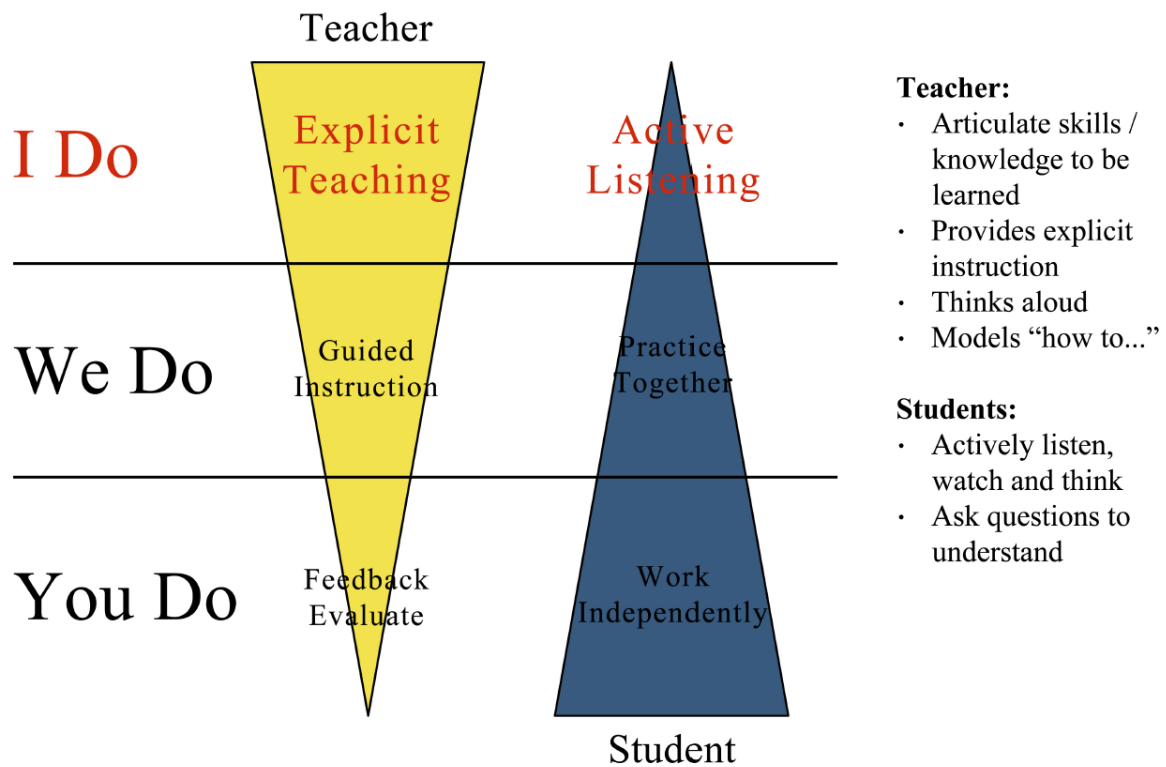 Teacher
I Do
Explicit
Teaching
Active
Listening
We Do
Guided
Instruction
Practice
Together
You Do
Feedback
Evaluate
Work
Independently
Student
Teacher:
· Articulate skills /
knowledge to be
learned
· Provides explicit
instruction
· Thinks aloud
· Models “how to...”
Students:
· Actively listen,
watch and think
· Ask questions to
understand